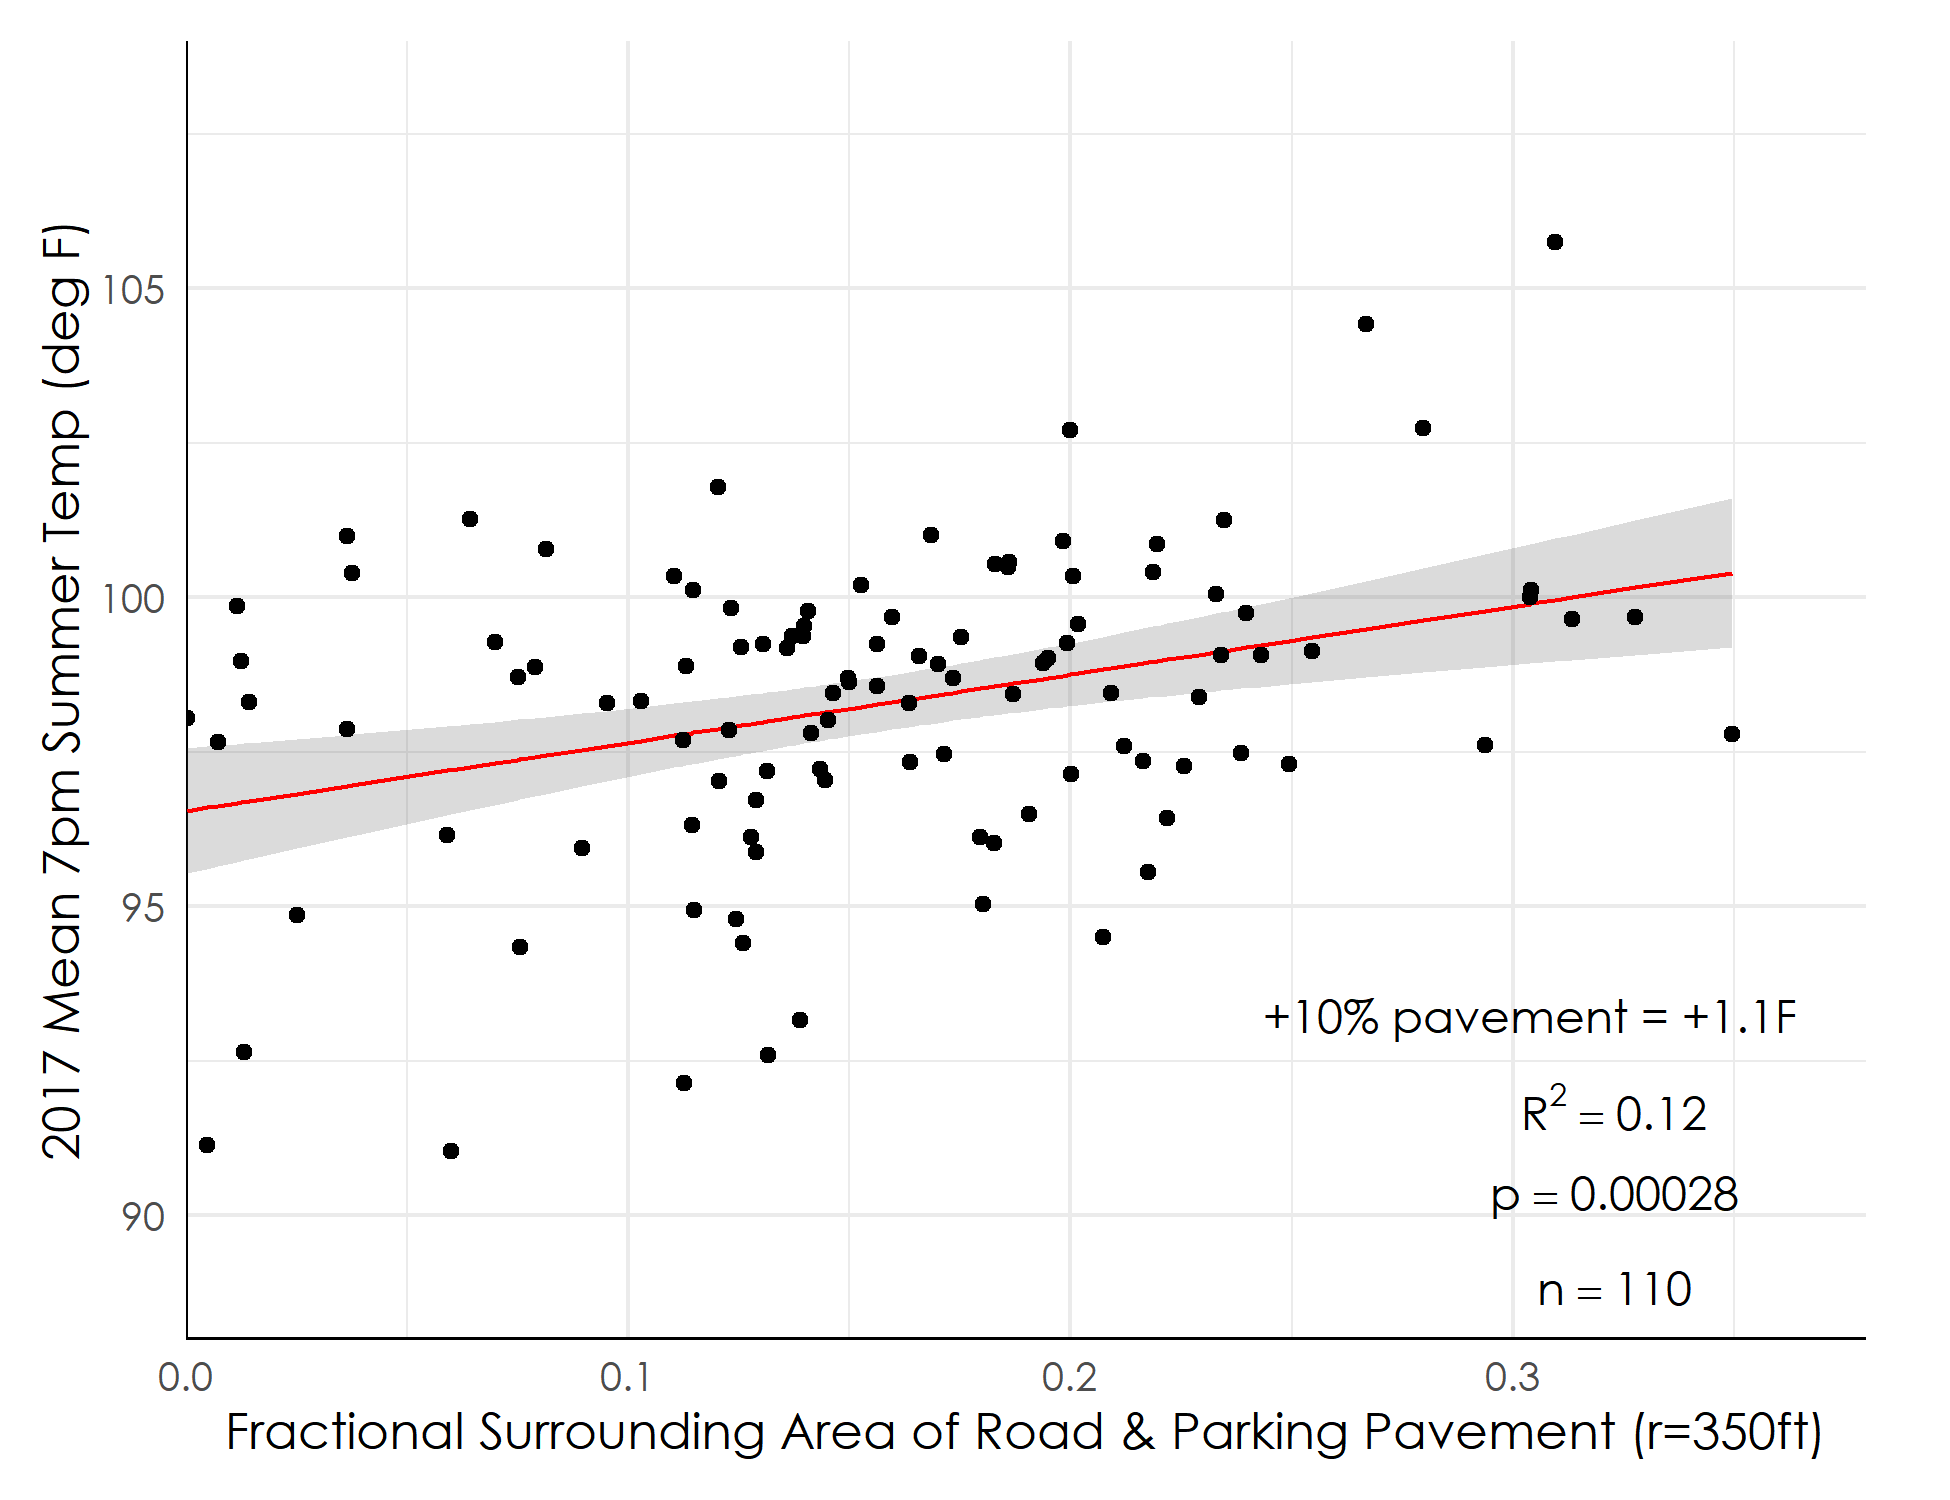 2017 Mean 7pm Summer Temp (deg F)
105
100
95
90
+10% pavement = +1.1F
R² = 0.12
p = 0.00028
n = 110
0.0 0.1 0.2 0.3
Fractional Surrounding Area of Road & Parking Pavement (r=350ft)